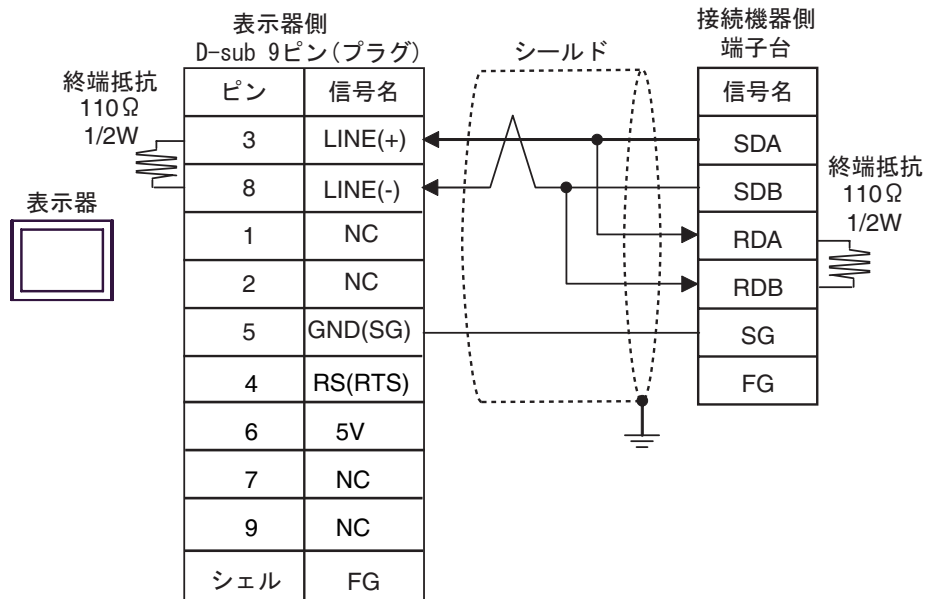 表示器側
D-sub 9ピン(プラグ)
接続機器側
端子台
シールド
終端抵抗
110Ω
1/2W
表示器
ピン 信号名
3 LINE(+)
8 LINE(-)
1 NC
2 NC
5 GND(SG)
4 RS(RTS)
6 5V
7 NC
9 NC
シェル FG
信号名
SDA
SDB
RDA
RDB
SG
FG
終端抵抗
110Ω
1/2W